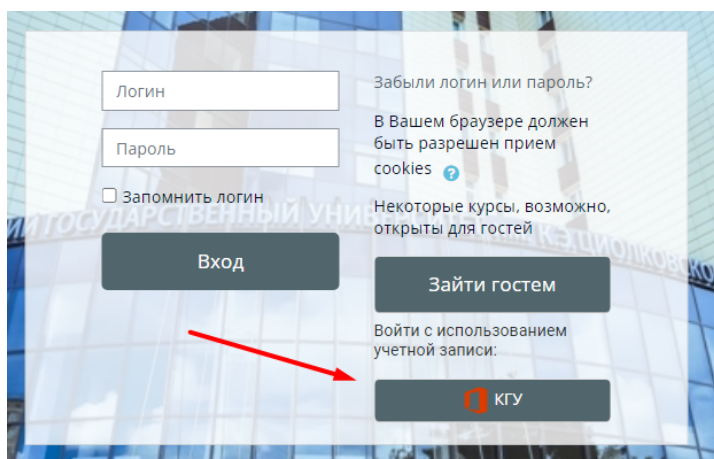 Логин
Пароль
Запомнить логин
Вход
Забыли логин или пароль?
В Вашем браузере должен
быть разрешен прием
cookies ?
Некоторые курсы, возможно,
открыты для гостей
Зайти гостем
Войти с использованием
учетной записи:
КГУ
ГОСУДАРСТВЕННЫЙ